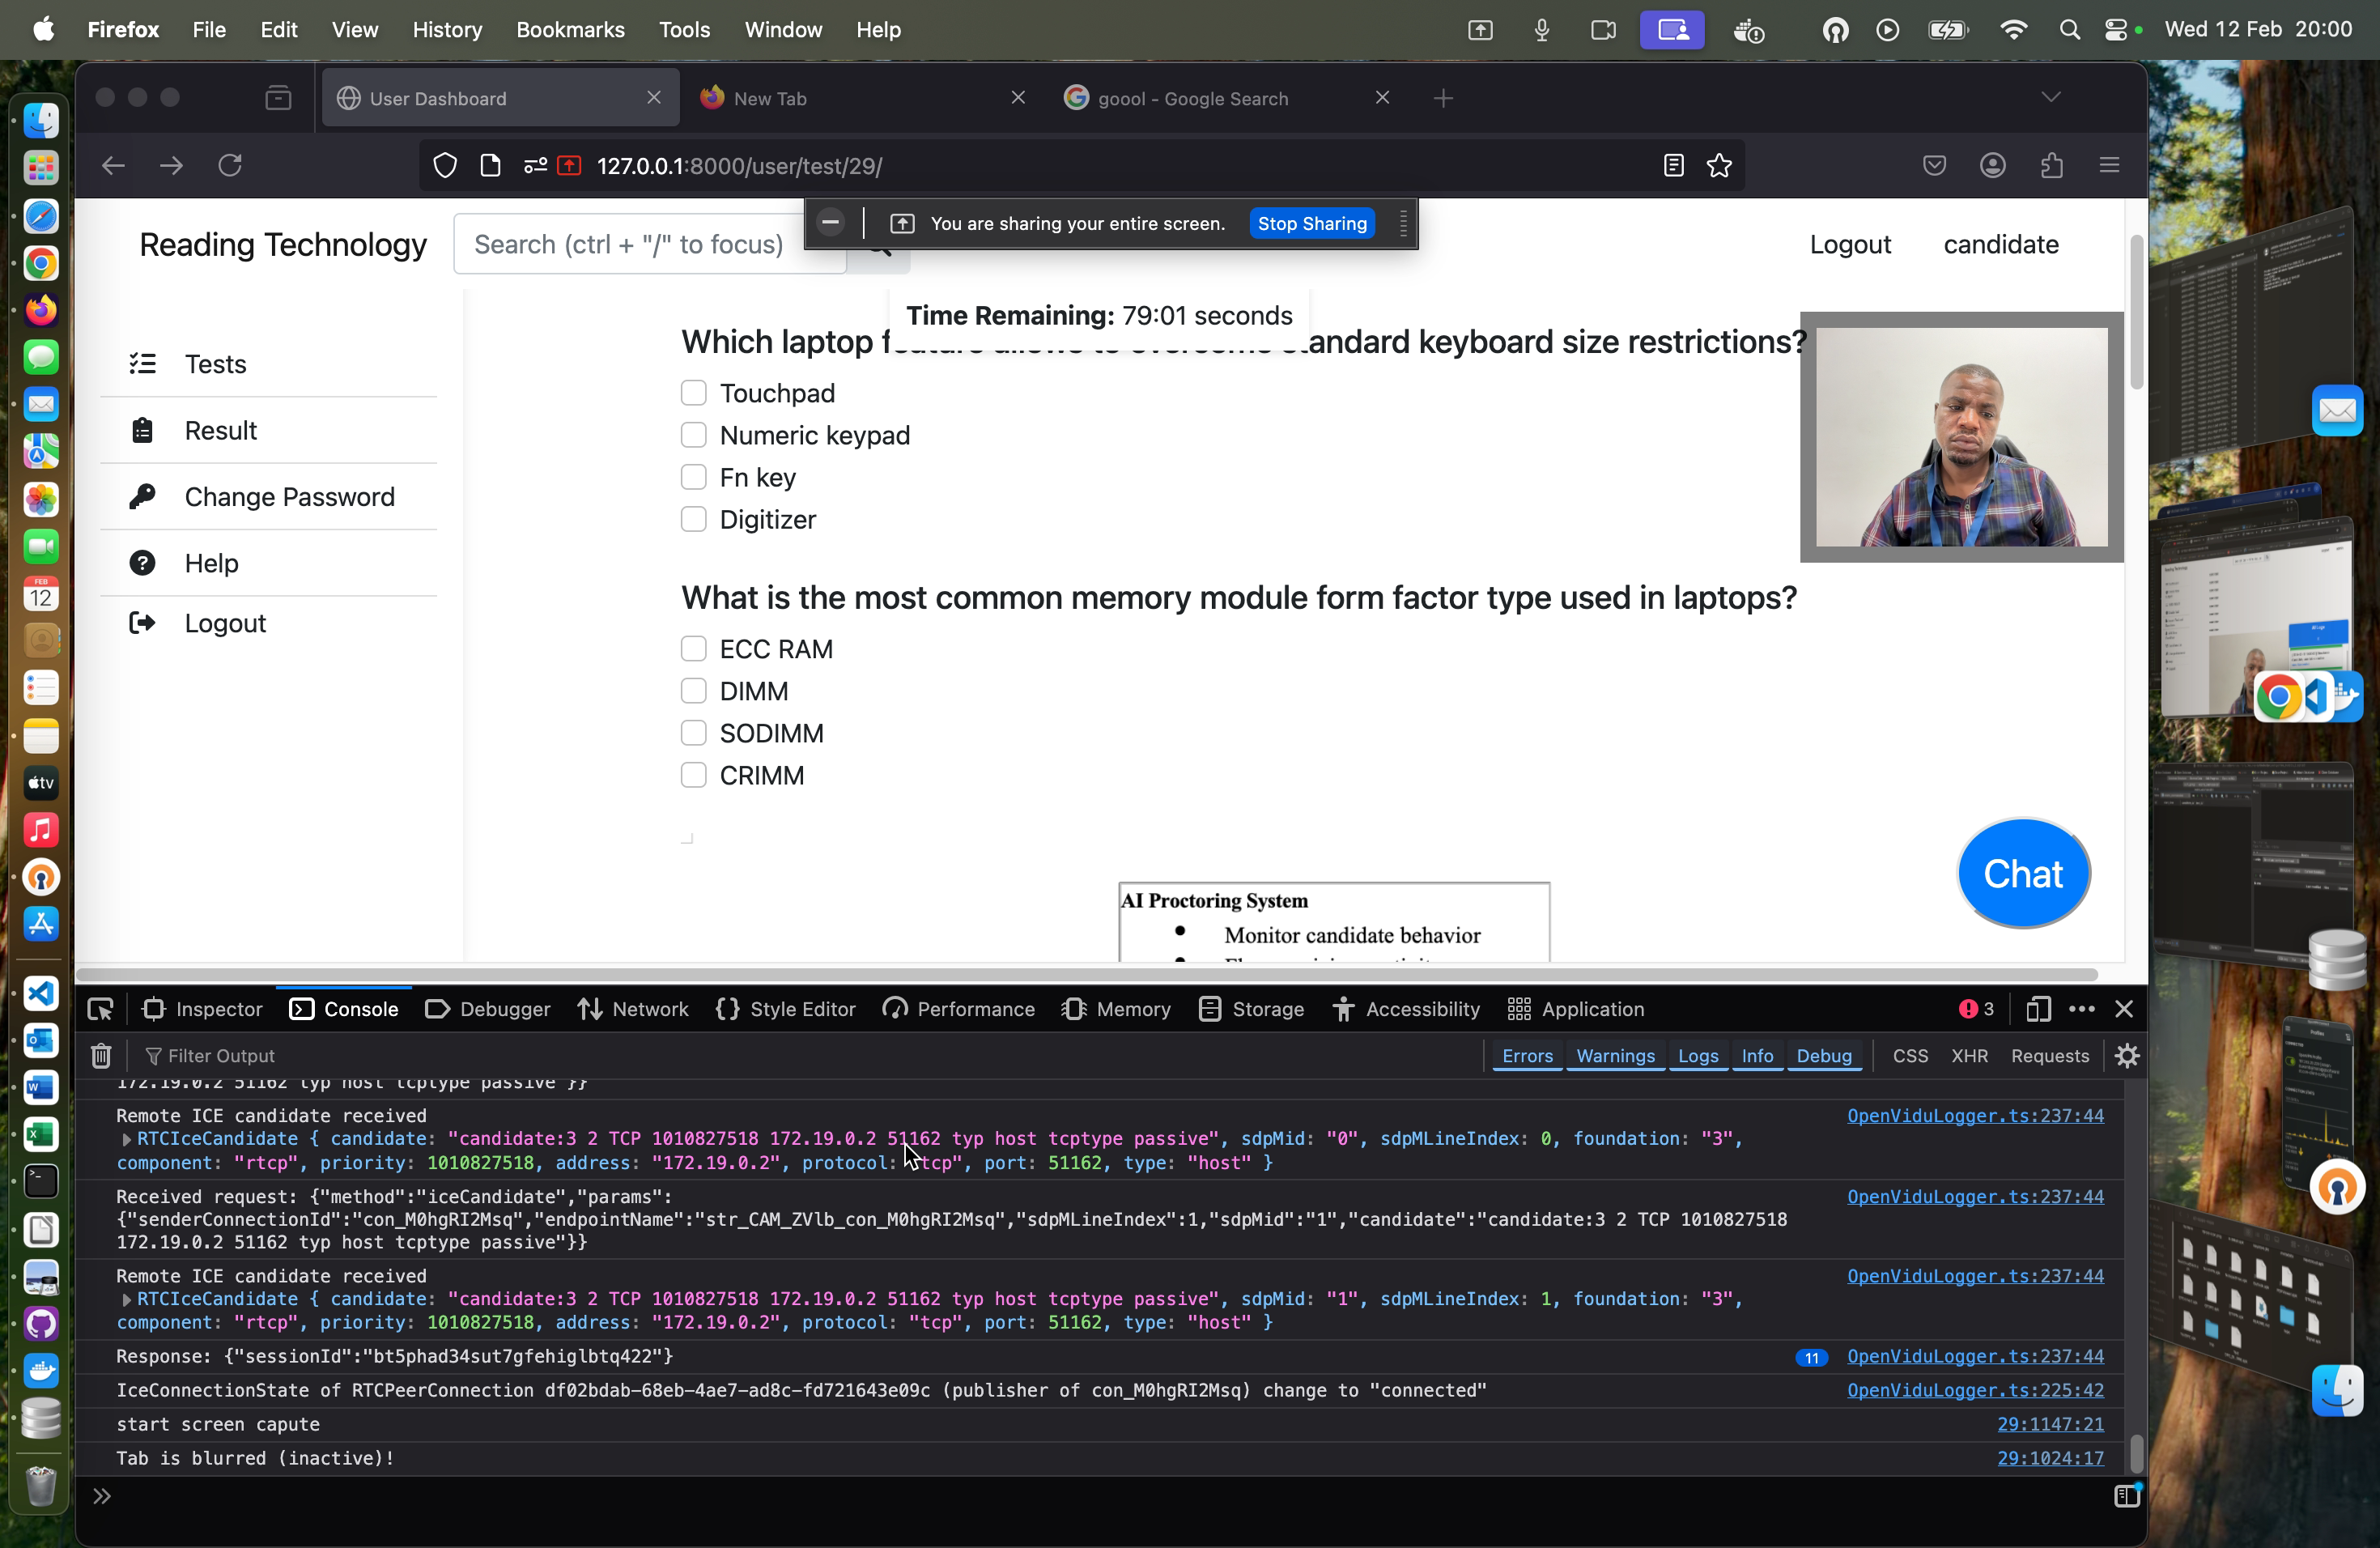 Firefox File Edit View History Bookmarks Tools Window Help Wed 12 Feb 20:00
User Dashboard New Tab goool - Google Search
127.0.0.1:8000/user/test/29/
You are sharing your entire screen. Stop Sharing
Reading Technology Search (ctrl + "/" to focus) Logout candidate
Time Remaining: 79:01 seconds
Which laptop to standard keyboard size restrictions?
Tests
Touchpad
Result
Numeric keypad
Fn key
Change Password
Digitizer
Help
What is the most common memory module form factor type used in laptops?
Logout
ECC RAM
DIMM
SODIMM
CRIMM
Chat
AI Proctoring System
Monitor candidate behavior
FEB
12
tv
Inspector Console Debugger Network Style Editor Performance Memory Storage Accessibility Application 3
Filter Output Errors Warnings Logs Info Debug CSS XHR Requests
172.19.0.2 51162 typ host tcptype passive }}
Remote ICE candidate received OpenViduLogger.ts:237:44
RTCIceCandidate { candidate: "candidate:3 2 TCP 1010827518 172.19.0.2 51162 typ host tcptype passive", sdpMid: "0", sdpMLineIndex: 0, foundation: "3",
component: "rtcp", priority: 1010827518, address: "172.19.0.2", protocol: "tcp", port: 51162, type: "host" }
Received request: {"method":"iceCandidate","params": OpenViduLogger.ts:237:44
{"senderConnectionId":"con_M0hgRI2Msq","endpointName":"str_CAM_ZVlb_con_M0hgRI2Msq","sdpMLineIndex":1,"sdpMid":"1","candidate":"candidate:3 2 TCP 1010827518
172.19.0.2 51162 typ host tcptype passive"}}
Remote ICE candidate received OpenViduLogger.ts:237:44
RTCIceCandidate { candidate: "candidate:3 2 TCP 1010827518 172.19.0.2 51162 typ host tcptype passive", sdpMid: "1", sdpMLineIndex: 1, foundation: "3",
component: "rtcp", priority: 1010827518, address: "172.19.0.2", protocol: "tcp", port: 51162, type: "host" }
Response: {"sessionId":"bt5phad34sut7gfehiglbtq422"} 11 OpenViduLogger.ts:237:44
IceConnectionState of RTCPeerConnection df02bdab-68eb-4ae7-ad8c-fd721643e09c (publisher of con_M0hgRI2Msq) change to "connected" OpenViduLogger.ts:225:42
start screen capute 29:1147:21
Tab is blurred (inactive)! 29:1024:17